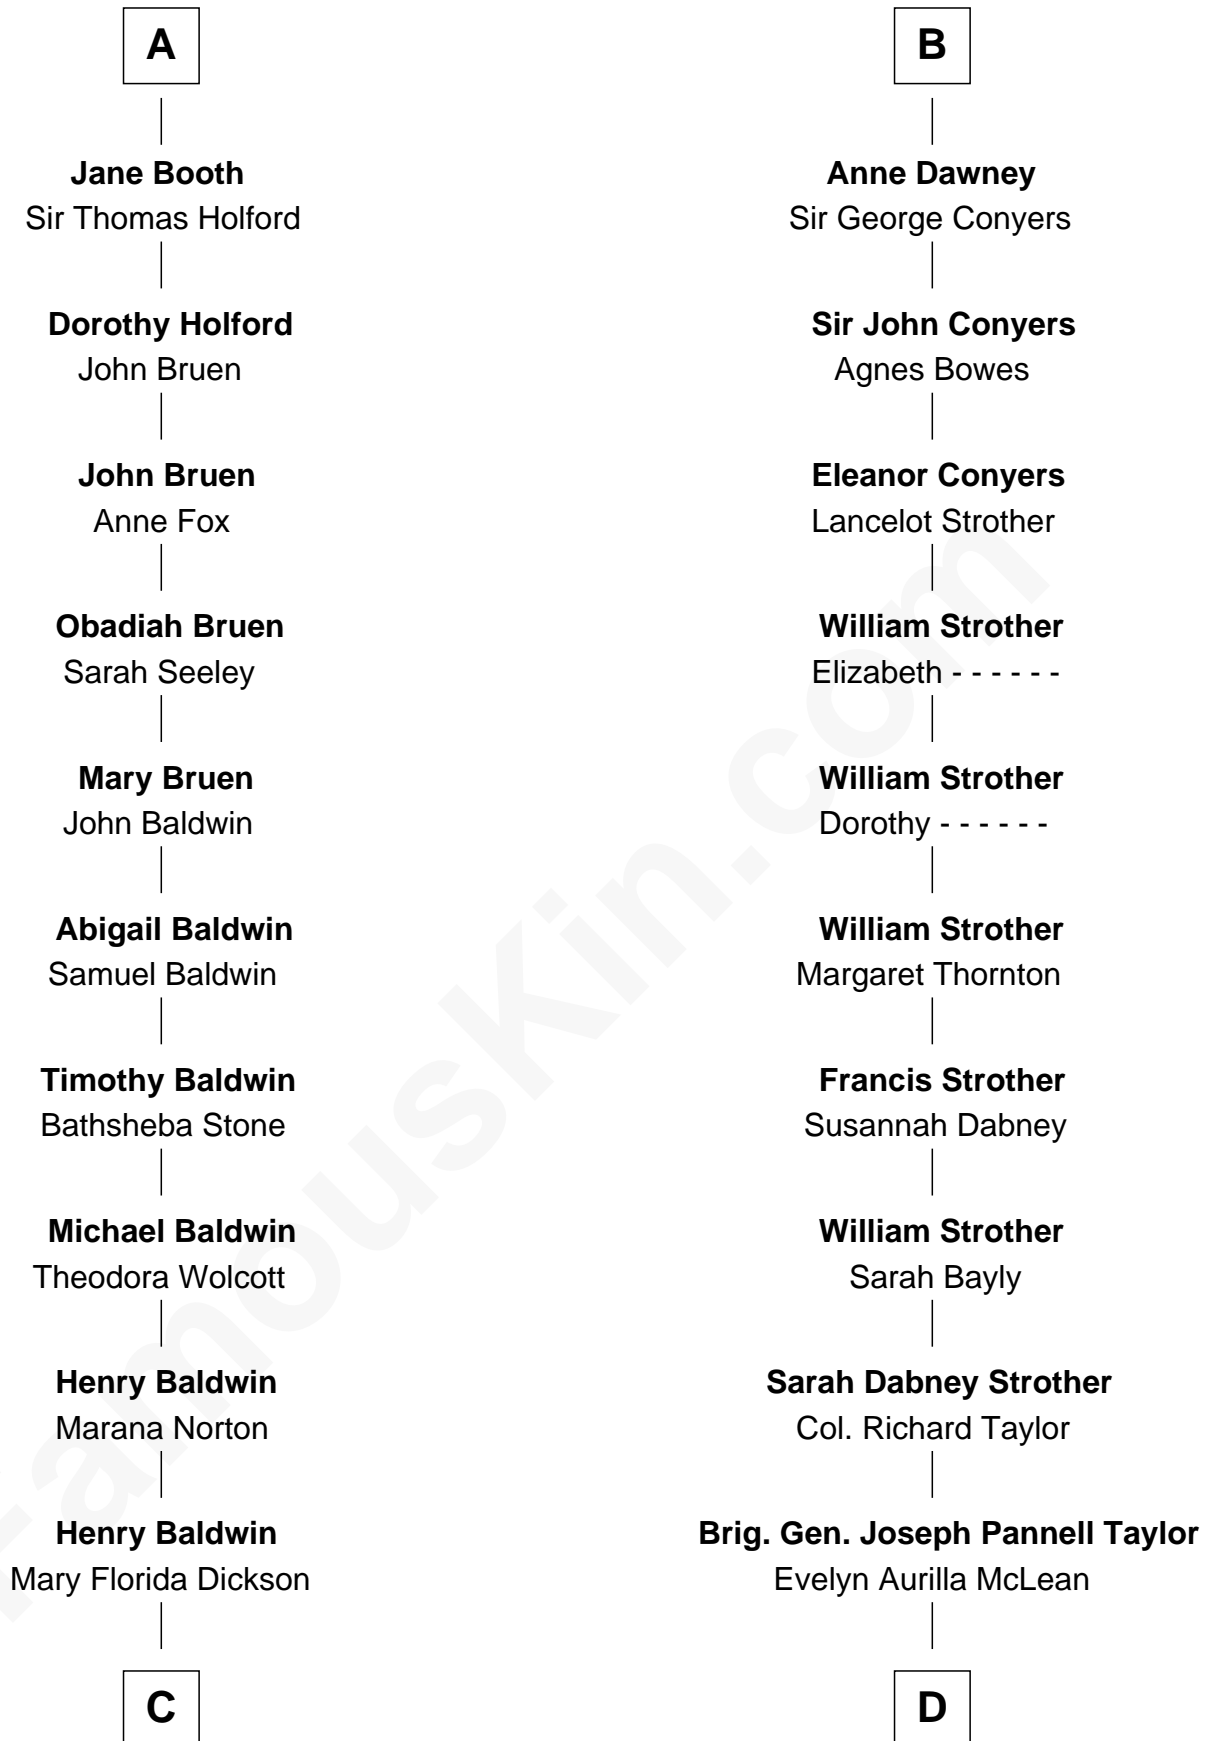 A
Jane Booth
Sir Thomas Holford
Dorothy Holford
John Bruen
John Bruen
Anne Fox
Obadiah Bruen
Sarah Seeley
Mary Bruen
John Baldwin
Abigail Baldwin
Samuel Baldwin
Timothy Baldwin
Bathsheba Stone
Michael Baldwin
Theodora Wolcott
Henry Baldwin
Marana Norton
Henry Baldwin
Mary Florida Dickson
C
B
Anne Dawney
Sir George Conyers
Sir John Conyers
Agnes Bowes
Eleanor Conyers
Lancelot Strother
William Strother
Elizabeth - - - - - -
William Strother
Dorothy - - - - - -
William Strother
Margaret Thornton
Francis Strother
Susannah Dabney
William Strother
Sarah Bayly
Sarah Dabney Strother
Col. Richard Taylor
Brig. Gen. Joseph Pannell Taylor
Evelyn Aurilla McLean
D
FamousKin.com